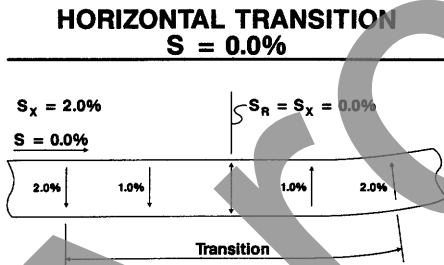 HORIZONTAL TRANSITION
S = 0.0%
Sx = 2.0%
SR = Sx = 0.0%
S = 0.0%
2.0% 1.0% 1.0% 2.0%
Transition